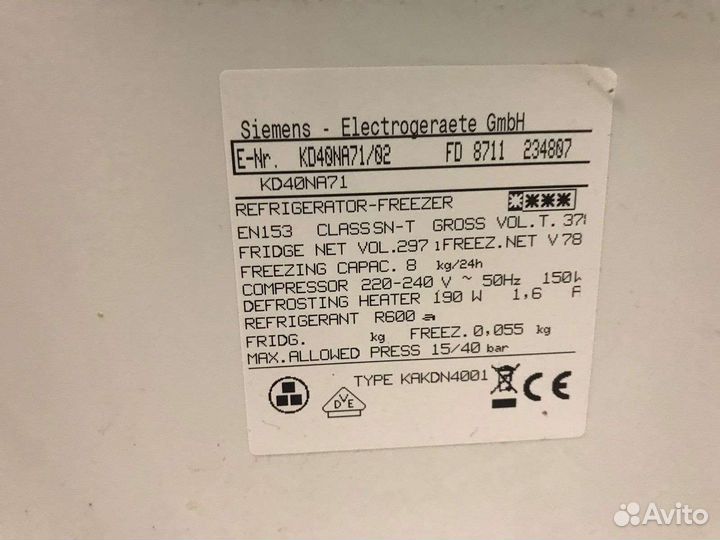 Siemens - Electrogeraete GmbH
E-Nr. KD40NA71/02 FD 8711 234807
KD40NA71
REFRIGERATOR-FREEZER
EN153 CLASS SN-T GROSS VOL.T. 37
FRIDGE NET VOL.297 l FREEZ.NET V 78
FREEZING CAPAC. 8 kg/24h
COMPRESSOR 220-240 V ~ 50Hz 150W
DEFROSTING HEATER 190 W 1,6 A
REFRIGERANT R600 a
FRIDG. kg FREEZ. 0,055 kg
MAX.ALLOWED PRESS 15/40 bar
TYPE KAKDN4001 CE
DVE
Avito